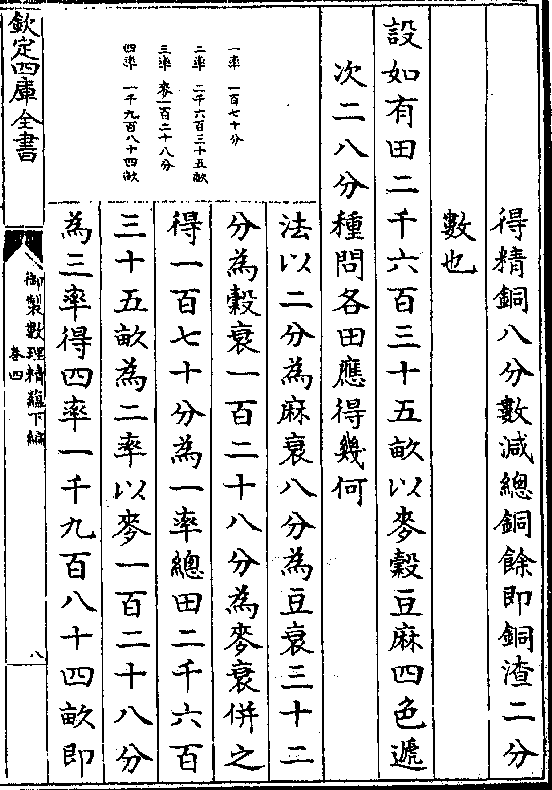 得精銅八分數減總銅餘即銅渣二分
數也
設如有田二千六百三十五畝以麥穀豆麻四色遞
次二八分種問各田應得幾何
法以二分為麻衰八分為豆衰三十二
分為穀衰一百二十八分為麥衰併之
得一百七十分為一率總田二千六百
三十五畝為二率以麥一百二十八分
為三率得四率一千九百八十四畝即
一率 一百七十分
二率 二千六百三十五畝
三率 麥一百二十八分
四率 一千九百八十四畝
欽定四庫全書
御製數理精蘊下編
卷四
八